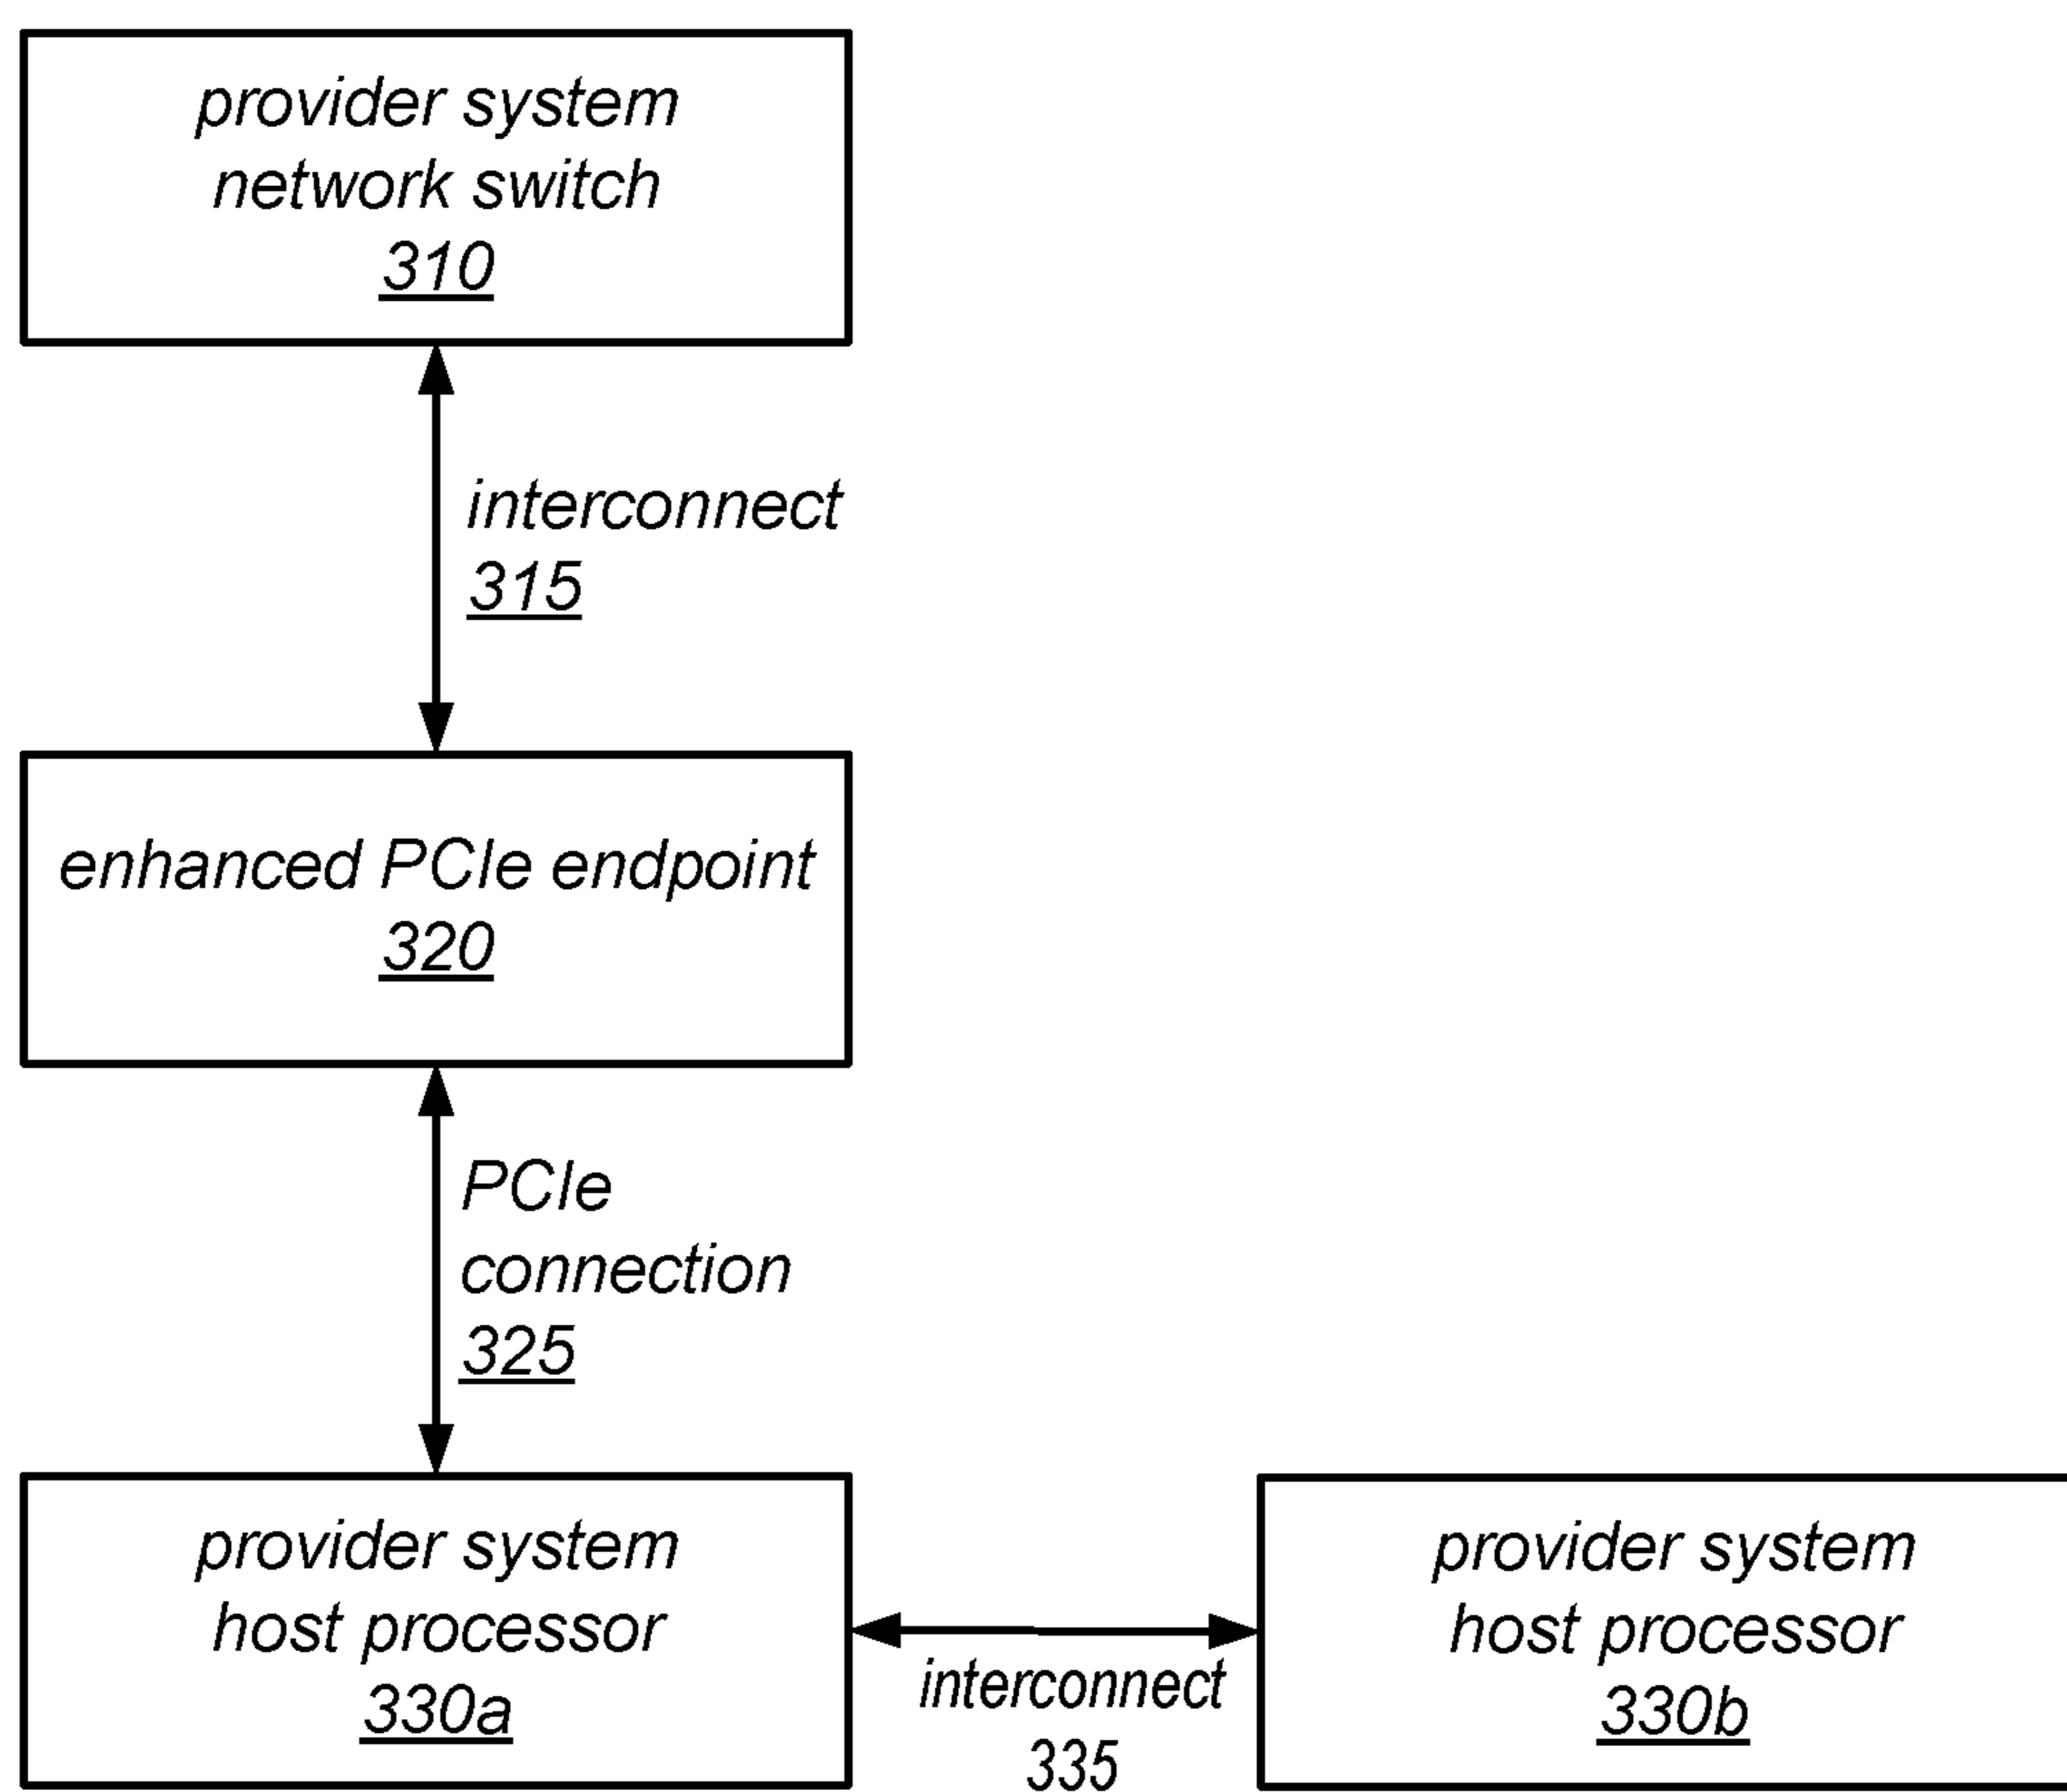 provider system
network switch
310
interconnect
315
enhanced PCIe endpoint
320
PCIe
connection
325
provider system
host processor
330a
interconnect
335
provider system
host processor
330b